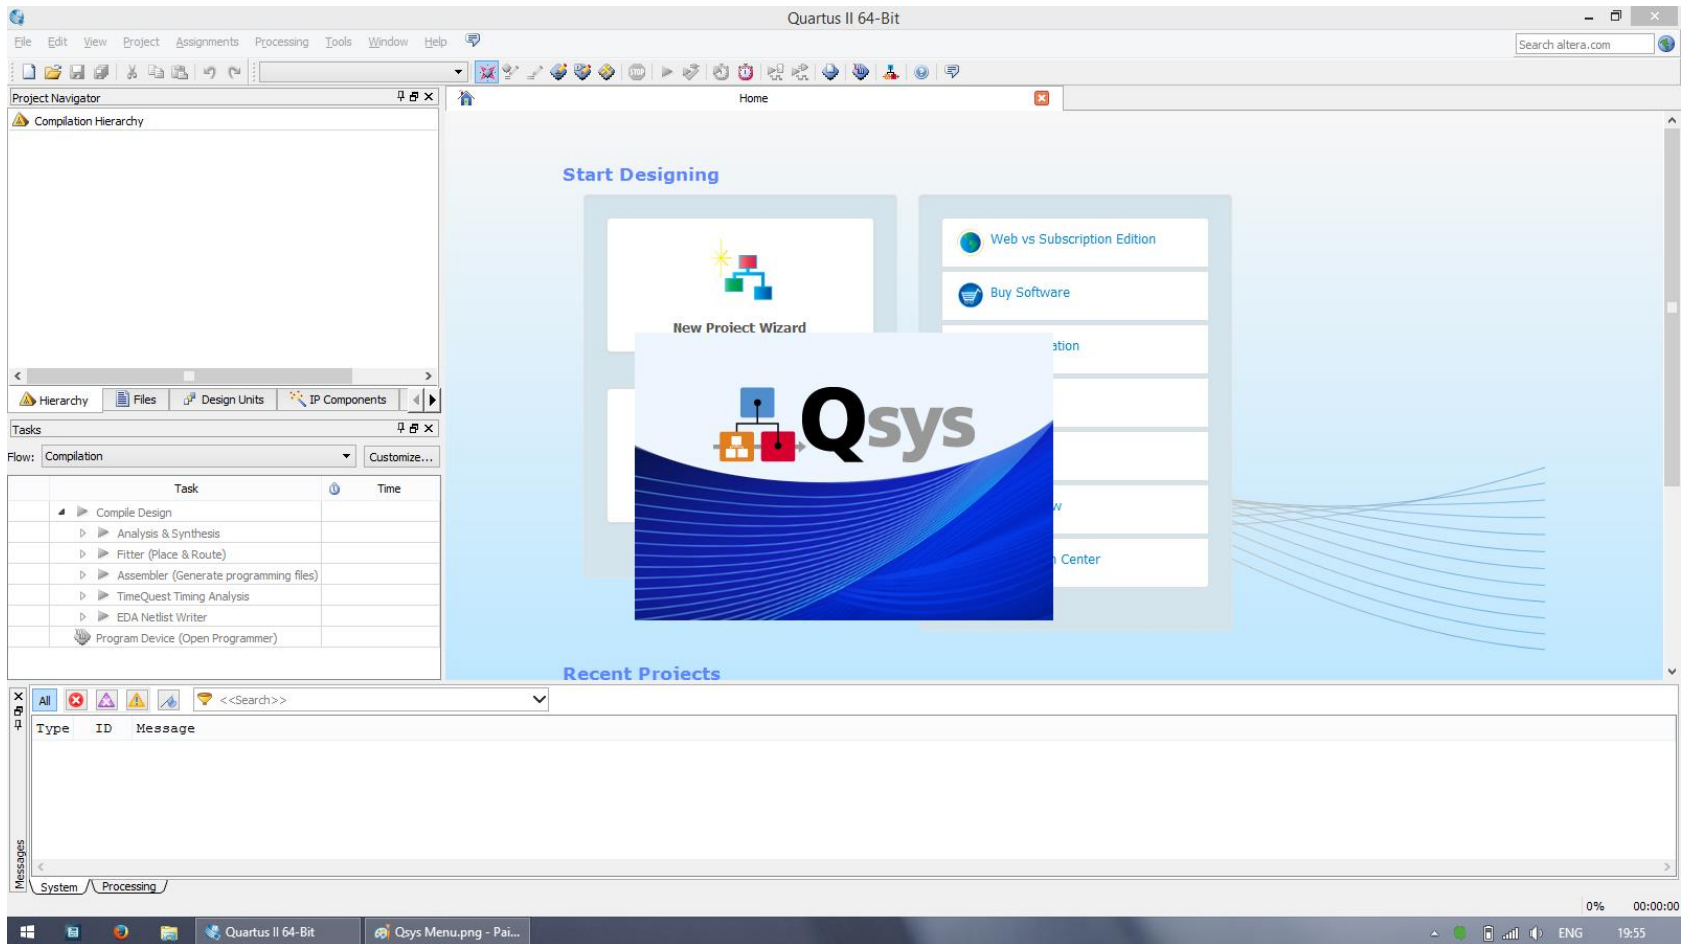 Quartus II 64-Bit
File Edit View Project Assignments Processing Tools Window Help
Search altera.com
STOP
Project Navigator
Home
Compilation Hierarchy
Start Designing
Web vs Subscription Edition
Buy Software
New Project Wizard
ation
Qsys
Hierarchy Files Design Units IP Components
Tasks
Flow: Compilation Customize...
Task Time
Compile Design
Analysis & Synthesis
Fitter (Place & Route)
Assembler (Generate programming files)
TimeQuest Timing Analysis
EDA Netlist Writer
Program Device (Open Programmer)
w
Center
Recent Projects
All <<Search>>
Type ID Message
Messages
System Processing
0% 00:00:00
Quartus II 64-Bit Qsys Menu.png - Pai... ENG 19:55